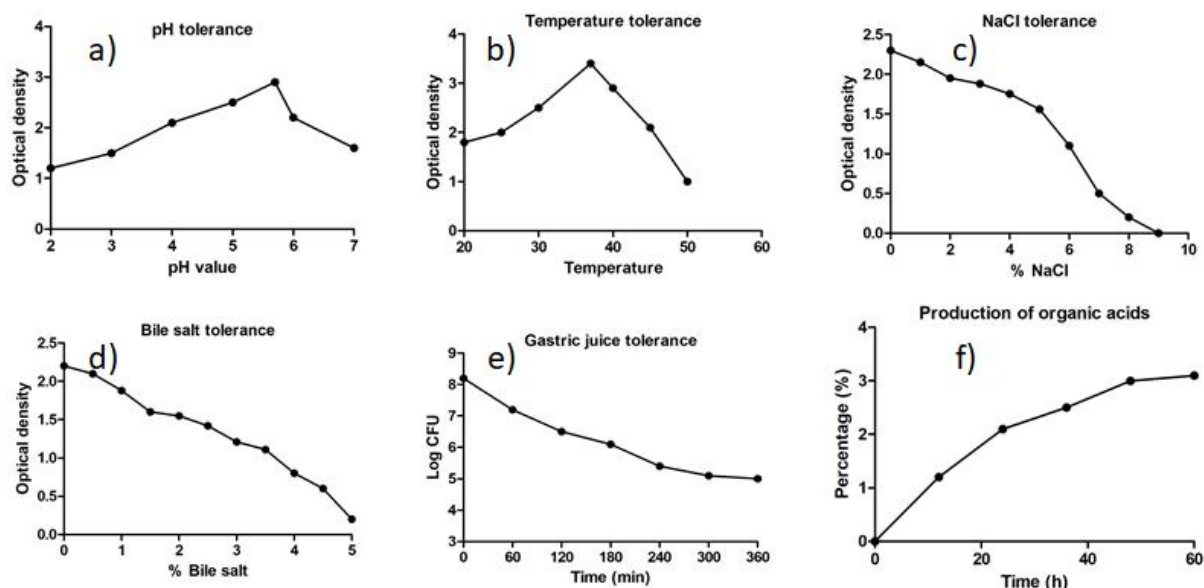 pH tolerance
a)
Optical density
4
3
2
1
0
2 3 4 5 6 7
pH value
Temperature tolerance
b)
Optical density
4
3
2
1
0
20 30 40 50 60
Temperature
NaCl tolerance
c)
Optical density
2.5
2.0
1.5
1.0
0.5
0.0
0 2 4 6 8 10
% NaCl
Bile salt tolerance
d)
Optical density
2.5
2.0
1.5
1.0
0.5
0.0
0 1 2 3 4 5
% Bile salt
Gastric juice tolerance
e)
Log CFU
9
8
7
6
5
4
3
0 60 120 180 240 300 360
Time (min)
Production of organic acids
f)
Percentage (%)
4
3
2
1
0
0 20 40 60
Time (h)